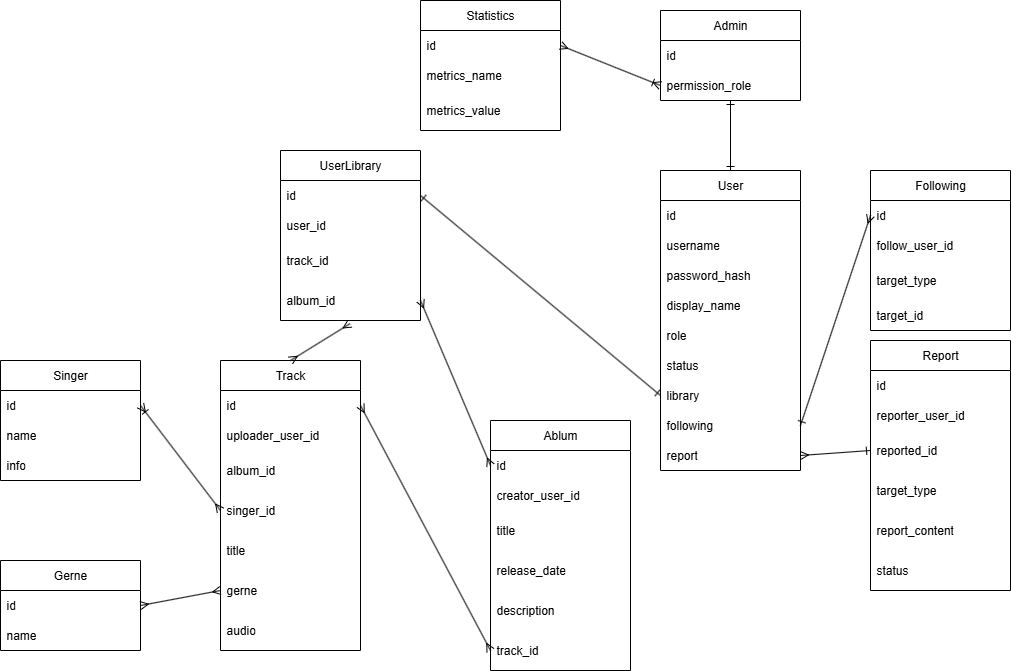 Statistics
id
metrics_name
metrics_value
Admin
id
permission_role
UserLibrary
id
user_id
track_id
album_id
User
id
username
password_hash
display_name
role
status
library
following
report
Following
id
follow_user_id
target_type
target_id
Report
id
reporter_user_id
reported_id
target_type
report_content
status
Singer
id
name
info
Track
id
uploader_user_id
album_id
singer_id
title
gerne
audio
Ablum
id
creator_user_id
title
release_date
description
track_id
Gerne
id
name